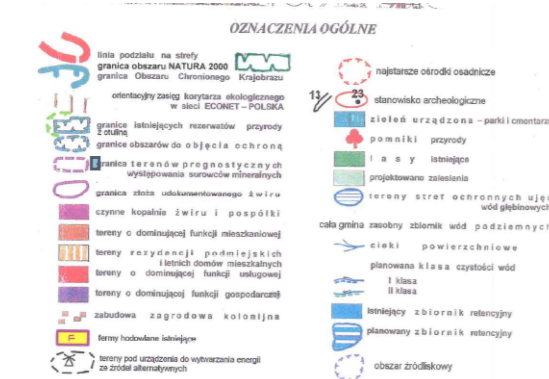 OZNACZENIA OGÓLNE
linia podziału na strefy
granica obszaru NATURA 2000
granica Obszaru Chronionego Krajobrazu
orientacyjny zasięg korytarza ekologicznego
w sieci ECONET – POLSKA
granice istniejących rezerwatów przyrody
z otuliną
granice obszarów do objęcia ochroną
granica terenów prognostycznych
występowania surowców mineralnych
granica złoża udokumentowanego żwiru
czynne kopalnie żwiru i pospółki
tereny o dominującej funkcji mieszkaniowej
tereny rezydencji podmiejskich
i letnich domów mieszkalnych
tereny o dominującej funkcji usługowej
tereny o dominującej funkcji gospodarczej
zabudowa zagrodowa kolonijna
fermy hodowlane istniejące
tereny pod urządzenia do wytwarzania energii
ze źródeł alternatywnych
najstarsze ośrodki osadnicze
13 23 stanowisko archeologiczne
zieleń urządzona – parki i cmentarze
pomniki przyrody
lasy istniejące
projektowane zalesienia
tereny stref ochronnych ujęć
wód głębinowych
cała gmina zasobny zbiornik wód podziemnych
cieki powierzchniowe
planowana klasa czystości wód
I klasa
II klasa
istniejący zbiornik retencyjny
planowany zbiornik retencyjny
obszar źródliskowy